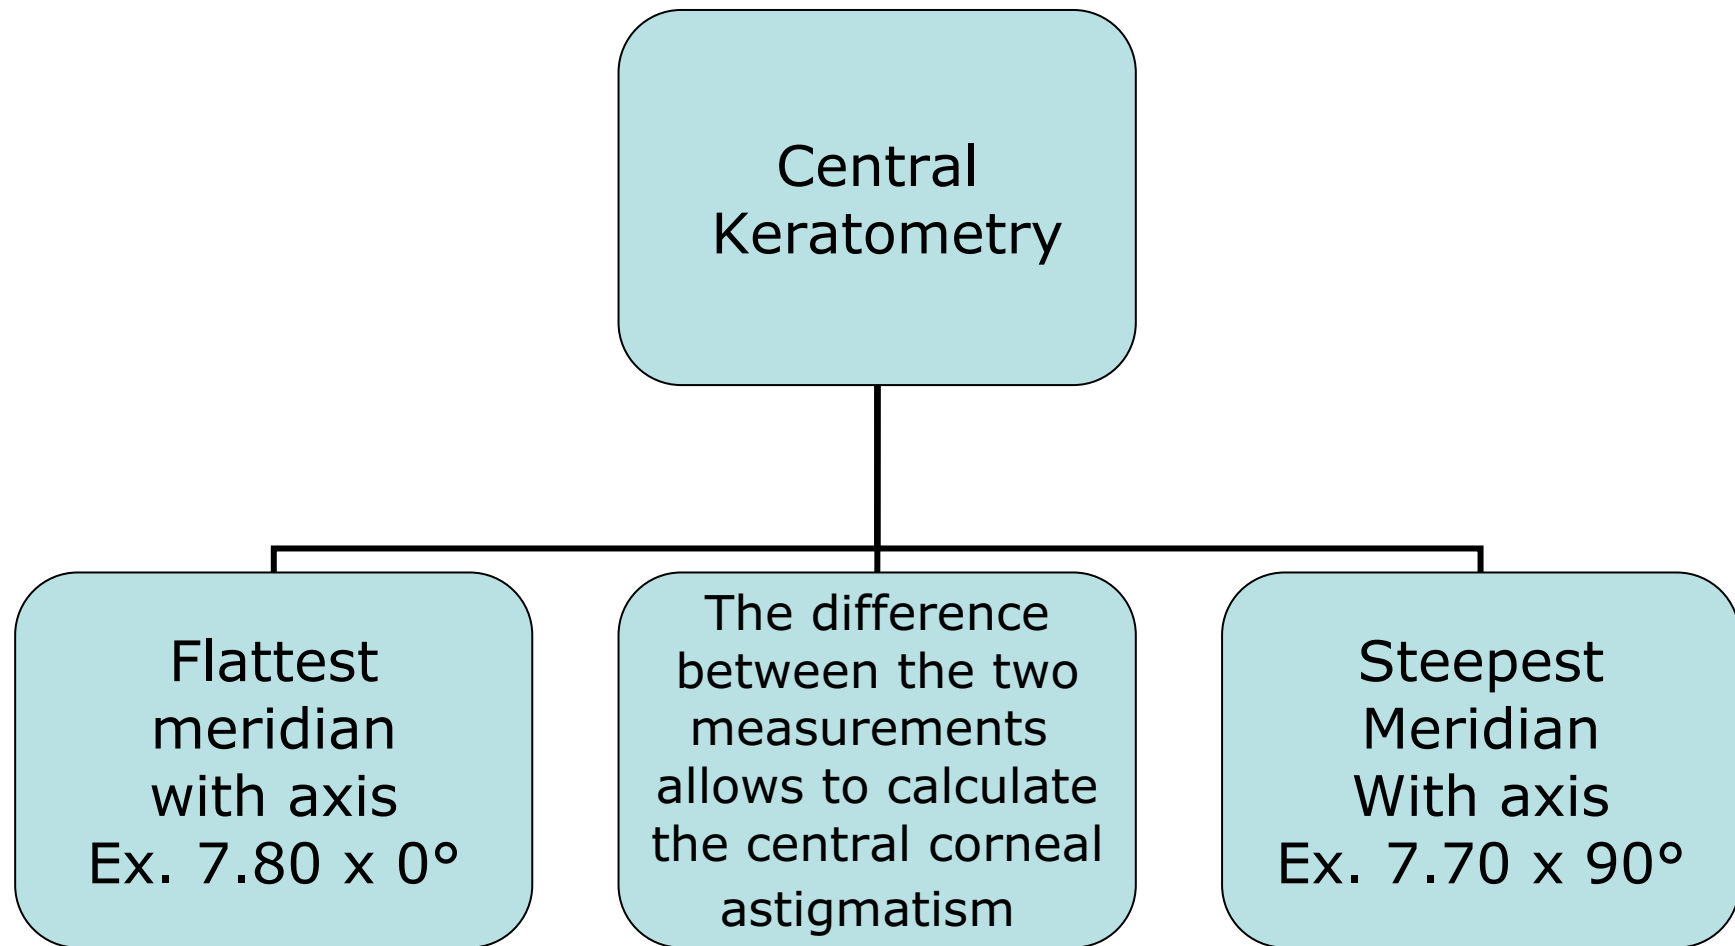 Central
Keratometry
Flattest
meridian
with axis
Ex. 7.80 x 0°
The difference
between the two
measurements
allows to calculate
the central corneal
astigmatism
Steepest
Meridian
With axis
Ex. 7.70 x 90°